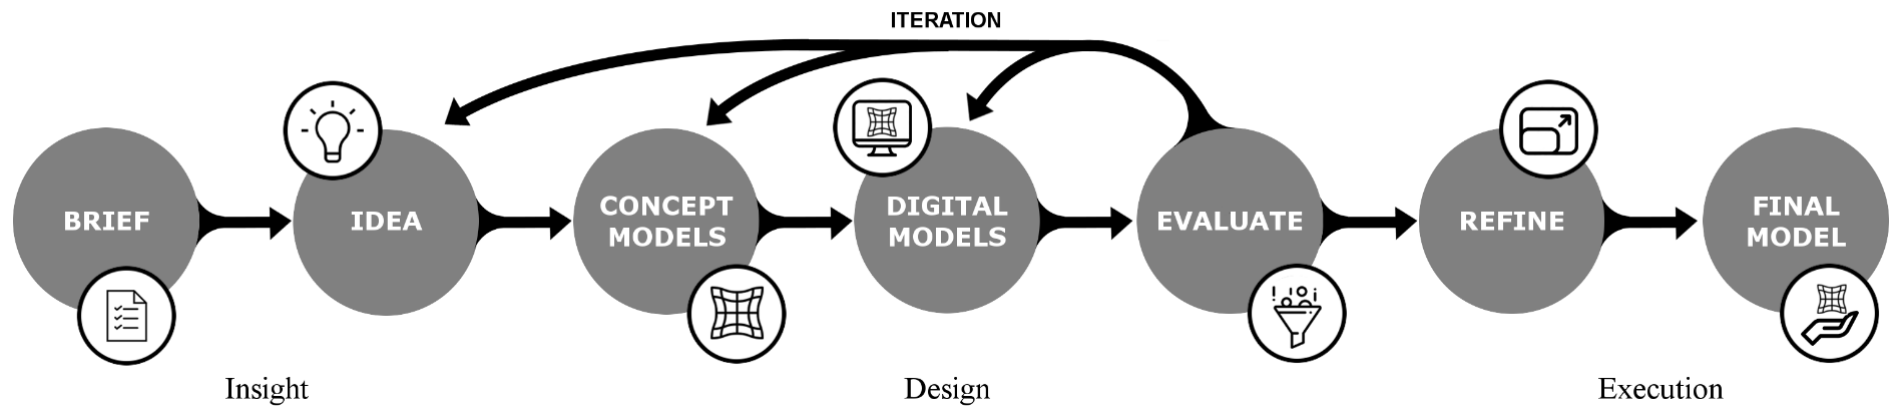 ITERATION
BRIEF
IDEA
CONCEPT
MODELS
DIGITAL
MODELS
EVALUATE
REFINE
FINAL
MODEL
Insight
Design
Execution